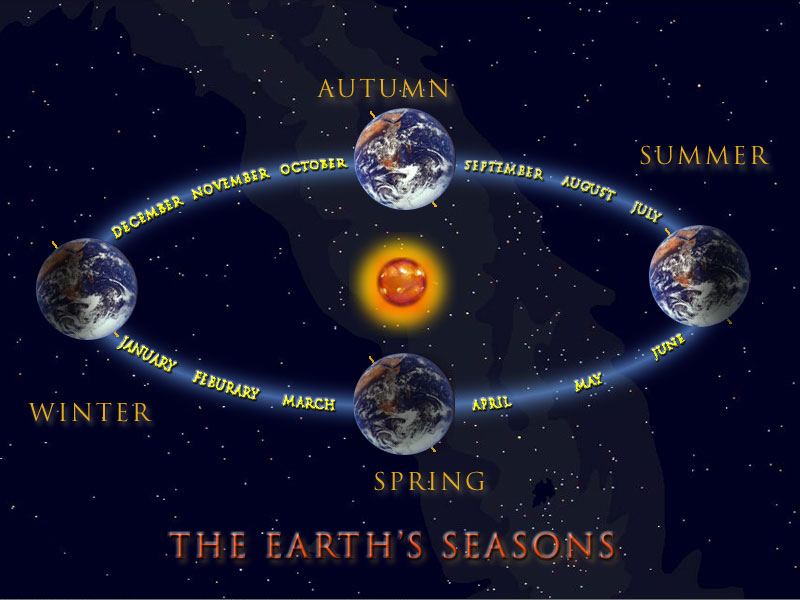 AUTUMN
SUMMER
DECEMBER NOVEMBER OCTOBER SEPTEMBER AUGUST JULY
JANUARY FEBURARY MARCH APRIL MAY JUNE
WINTER
SPRING
THE EARTH'S SEASONS